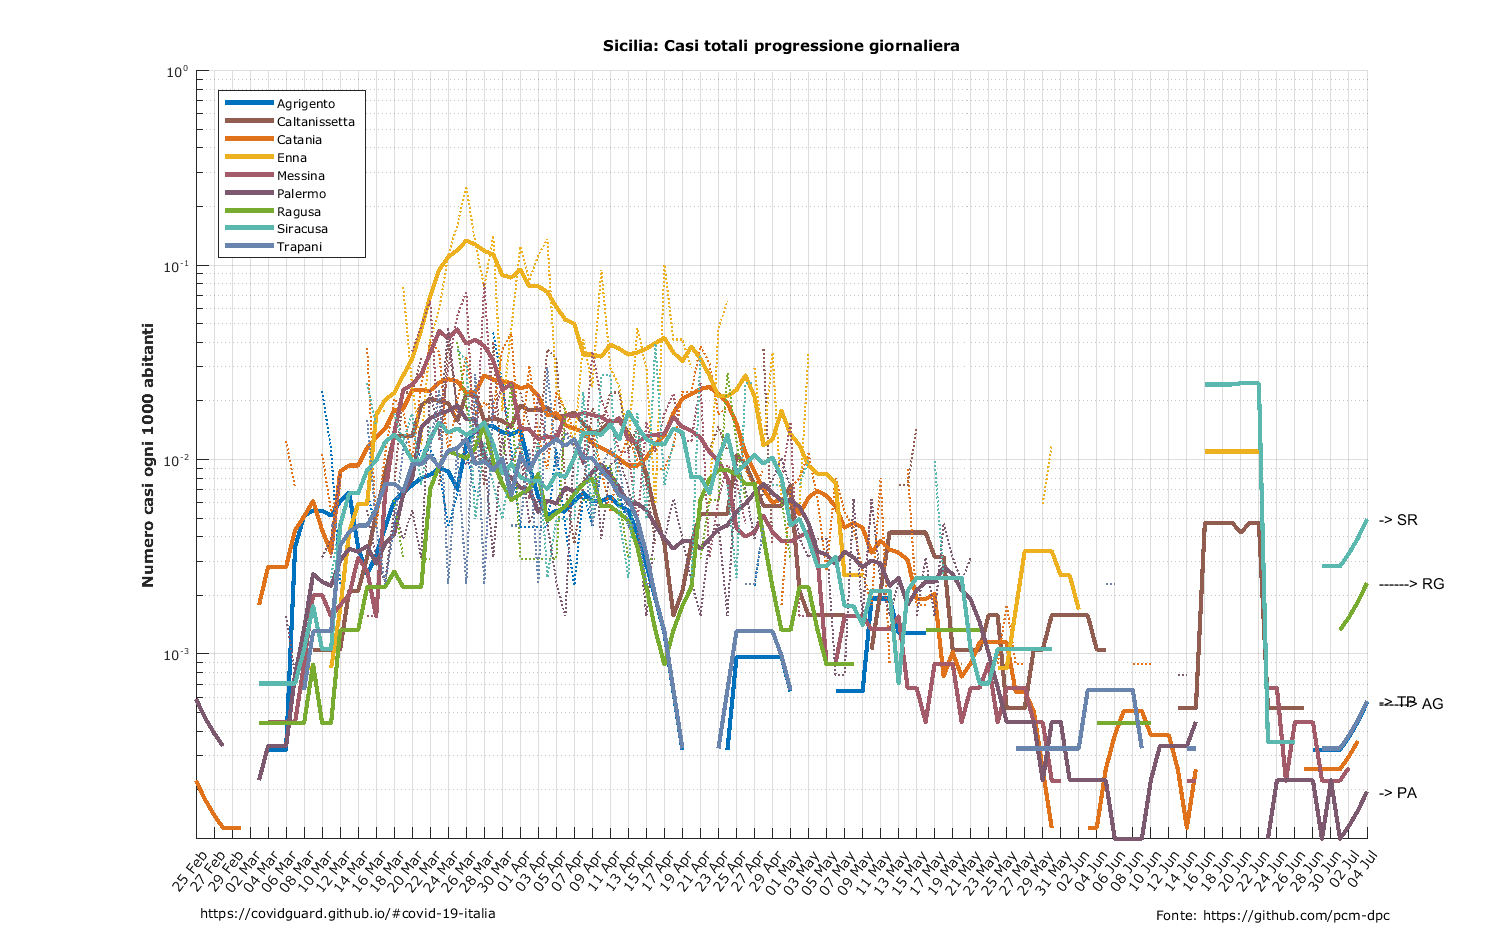 Sicilia: Casi totali progressione giornaliera
10^0
10^-1
10^-2
10^-3
Numero casi ogni 1000 abitanti
Agrigento
Caltanissetta
Catania
Enna
Messina
Palermo
Ragusa
Siracusa
Trapani
-> SR
------> RG
-> TP
------> AG
-> PA
25 Feb
27 Feb
29 Feb
02 Mar
04 Mar
06 Mar
08 Mar
10 Mar
12 Mar
14 Mar
16 Mar
18 Mar
20 Mar
22 Mar
24 Mar
26 Mar
28 Mar
30 Mar
01 Apr
03 Apr
05 Apr
07 Apr
09 Apr
11 Apr
13 Apr
15 Apr
17 Apr
19 Apr
21 Apr
23 Apr
25 Apr
27 Apr
29 Apr
01 May
03 May
05 May
07 May
09 May
11 May
13 May
15 May
17 May
19 May
21 May
23 May
25 May
27 May
29 May
31 May
02 Jun
04 Jun
06 Jun
08 Jun
10 Jun
12 Jun
14 Jun
16 Jun
18 Jun
20 Jun
22 Jun
24 Jun
26 Jun
28 Jun
30 Jun
02 Jul
04 Jul
https://covidguard.github.io/#covid-19-italia
Fonte: https://github.com/pcm-dpc